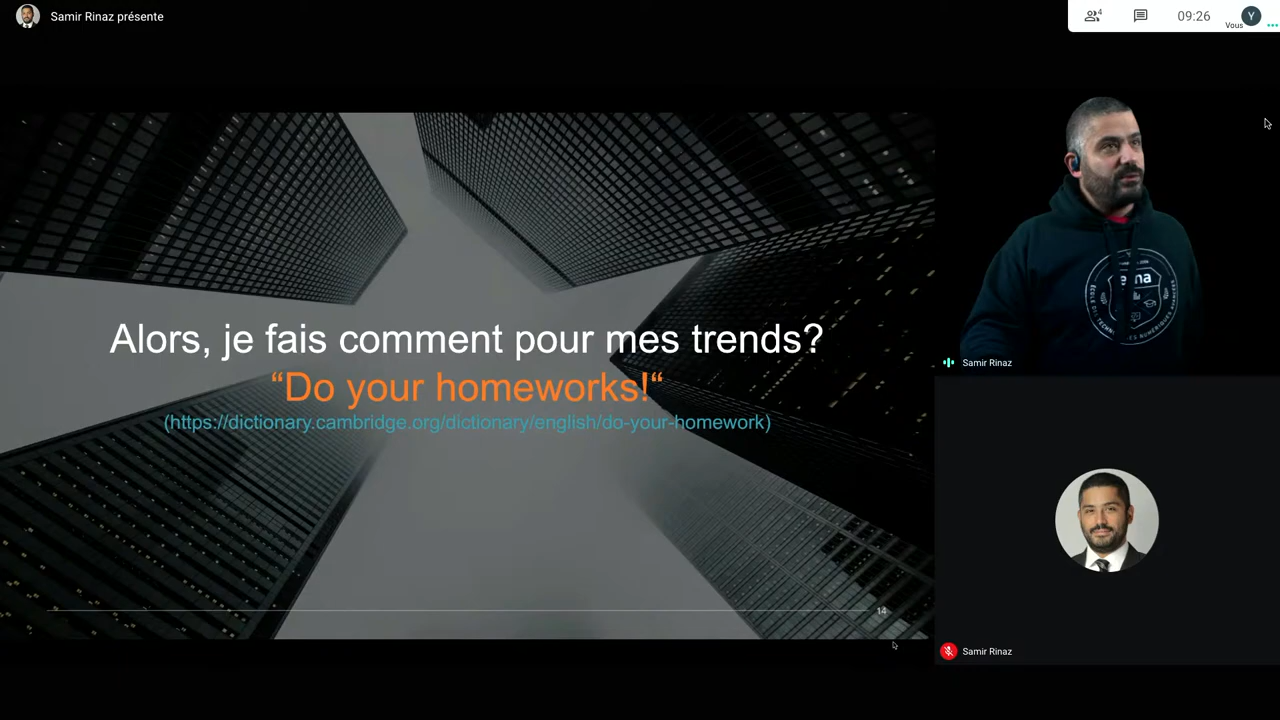 Samir Rinaz présente
4
09:26
Vous
Y
Alors, je fais comment pour mes trends?
“Do your homeworks!“
(https://dictionary.cambridge.org/dictionary/english/do-your-homework)
14
Samir Rinaz
Samir Rinaz